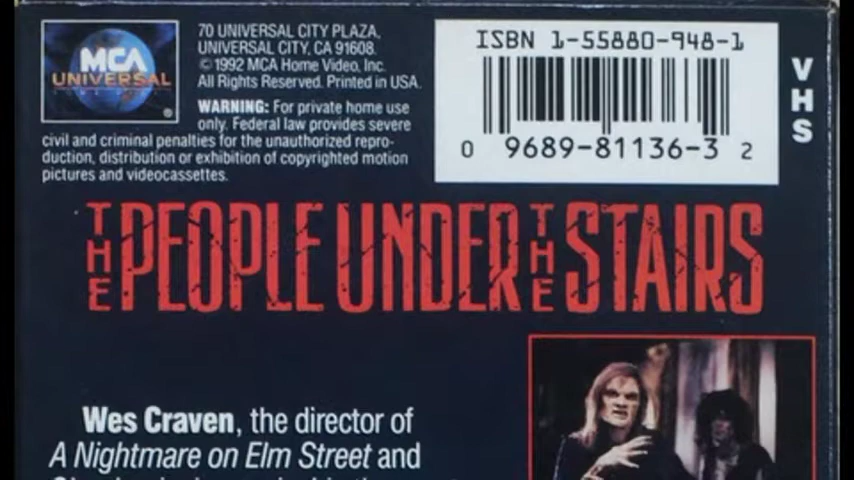 MCA
UNIVERSAL
®
70 UNIVERSAL CITY PLAZA,
UNIVERSAL CITY, CA 91608.
© 1992 MCA Home Video, Inc.
All Rights Reserved. Printed in USA.
WARNING: For private home use
only. Federal law provides severe
civil and criminal penalties for the unauthorized repro-
duction, distribution or exhibition of copyrighted motion
pictures and videocassettes.
ISBN 1-55880-948-1
0 9689-81136-3 2
VHS
THE PEOPLE UNDER THE STAIRS
Wes Craven, the director of
A Nightmare on Elm Street and